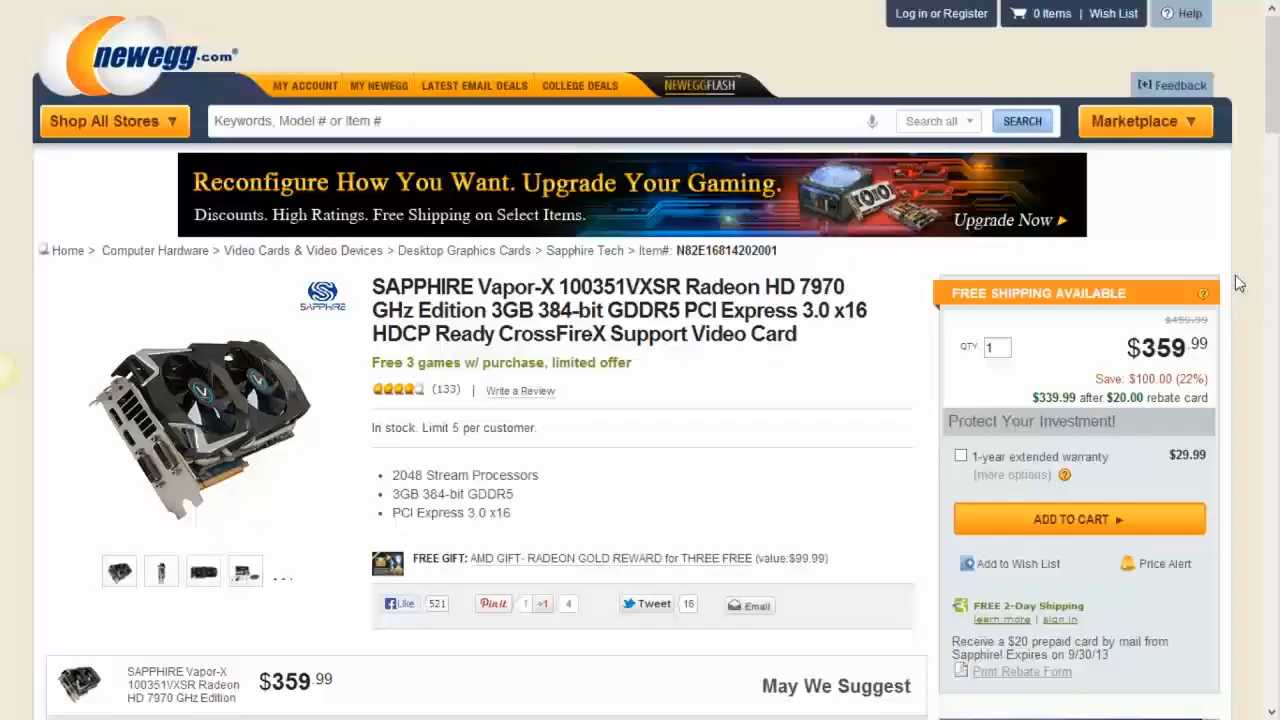 Log in or Register
0 Items | Wish List
Help
newegg.com®
MY ACCOUNT
MY NEWEGG
LATEST EMAIL DEALS
COLLEGE DEALS
NEWEGGFLASH
[+] Feedback
Shop All Stores ▼
Keywords, Model # or Item #
Search all
SEARCH
Marketplace ▼
Reconfigure How You Want. Upgrade Your Gaming.
Discounts. High Ratings. Free Shipping on Select Items.
Upgrade Now ▶
Home > Computer Hardware > Video Cards & Video Devices > Desktop Graphics Cards > Sapphire Tech > Item#: N82E16814202001
SAPPHIRE
SAPPHIRE Vapor-X 100351VXSR Radeon HD 7970
GHz Edition 3GB 384-bit GDDR5 PCI Express 3.0 x16
HDCP Ready CrossFireX Support Video Card
Free 3 games w/ purchase, limited offer
(133) | Write a Review
In stock. Limit 5 per customer.
• 2048 Stream Processors
• 3GB 384-bit GDDR5
• PCI Express 3.0 x16
FREE GIFT: AMD GIFT- RADEON GOLD REWARD for THREE FREE (value:$99.99)
Like 521
Pin it 1
+1 4
Tweet 16
Email
SAPPHIRE Vapor-X
100351VXSR Radeon
HD 7970 GHz Edition
$359.99
May We Suggest
FREE SHIPPING AVAILABLE
$459.99
QTY 1
$359.99
Save: $100.00 (22%)
$339.99 after $20.00 rebate card
Protect Your Investment!
1-year extended warranty $29.99
(more options)
ADD TO CART ▶
Add to Wish List
Price Alert
FREE 2-Day Shipping
learn more | sign in
Receive a $20 prepaid card by mail from
Sapphire! Expires on 9/30/13
Print Rebate Form